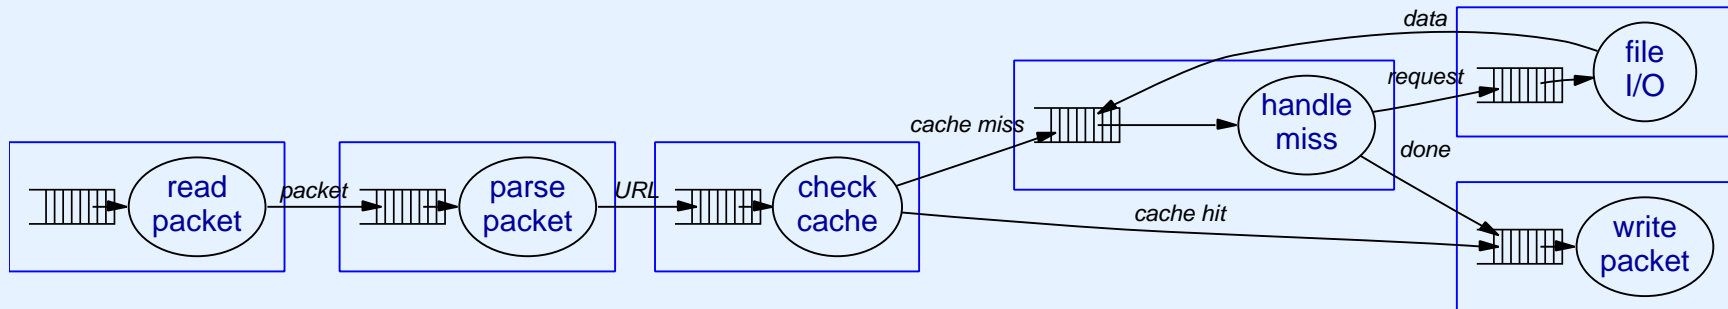 data
file
I/O
request
handle
miss
cache miss
done
read
packet
packet
parse
packet
URL
check
cache
cache hit
write
packet